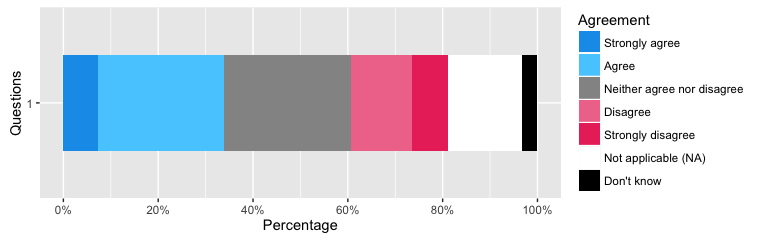 Agreement
Strongly agree
Agree
Neither agree nor disagree
Disagree
Strongly disagree
Not applicable (NA)
Don't know
Questions
1
0%
20%
40%
60%
80%
100%
Percentage